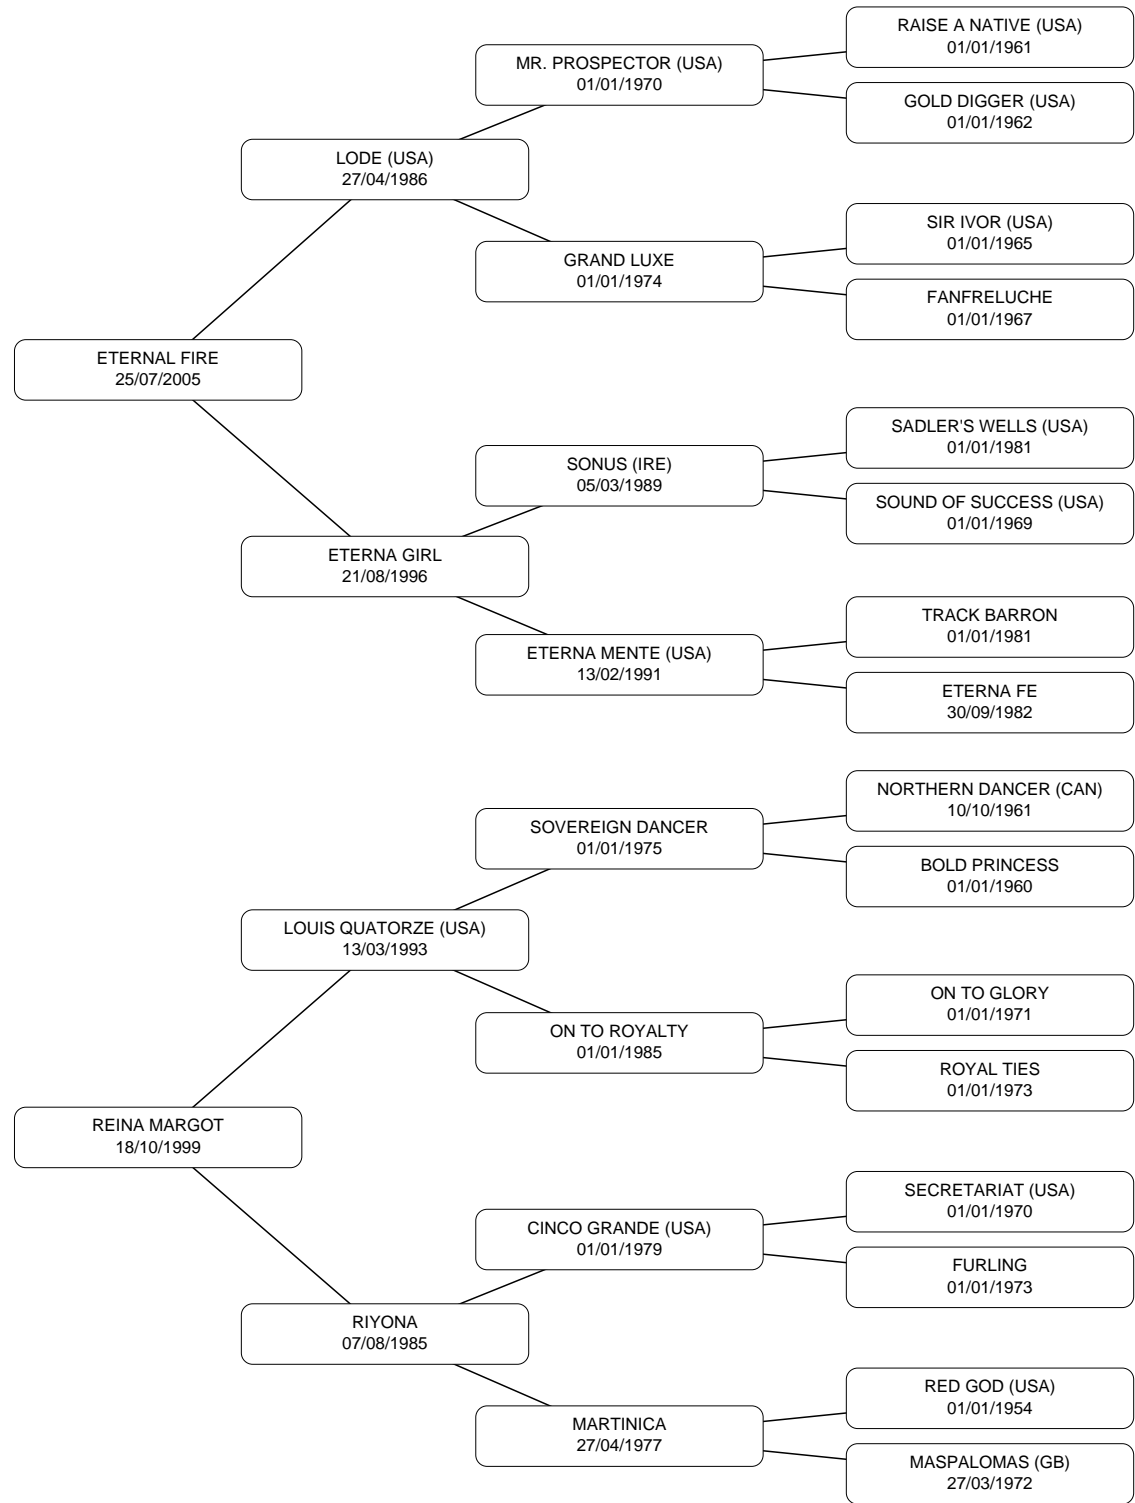 RAISE A NATIVE (USA)
01/01/1961
MR. PROSPECTOR (USA)
01/01/1970
GOLD DIGGER (USA)
01/01/1962
LODE (USA)
27/04/1986
SIR IVOR (USA)
01/01/1965
GRAND LUXE
01/01/1974
FANFRELUCHE
01/01/1967
ETERNAL FIRE
25/07/2005
SADLER'S WELLS (USA)
01/01/1981
SONUS (IRE)
05/03/1989
SOUND OF SUCCESS (USA)
01/01/1969
ETERNA GIRL
21/08/1996
TRACK BARRON
01/01/1981
ETERNA MENTE (USA)
13/02/1991
ETERNA FE
30/09/1982
NORTHERN DANCER (CAN)
10/10/1961
SOVEREIGN DANCER
01/01/1975
BOLD PRINCESS
01/01/1960
LOUIS QUATORZE (USA)
13/03/1993
ON TO GLORY
01/01/1971
ON TO ROYALTY
01/01/1985
ROYAL TIES
01/01/1973
REINA MARGOT
18/10/1999
SECRETARIAT (USA)
01/01/1970
CINCO GRANDE (USA)
01/01/1979
FURLING
01/01/1973
RIYONA
07/08/1985
RED GOD (USA)
01/01/1954
MARTINICA
27/04/1977
MASPALOMAS (GB)
27/03/1972